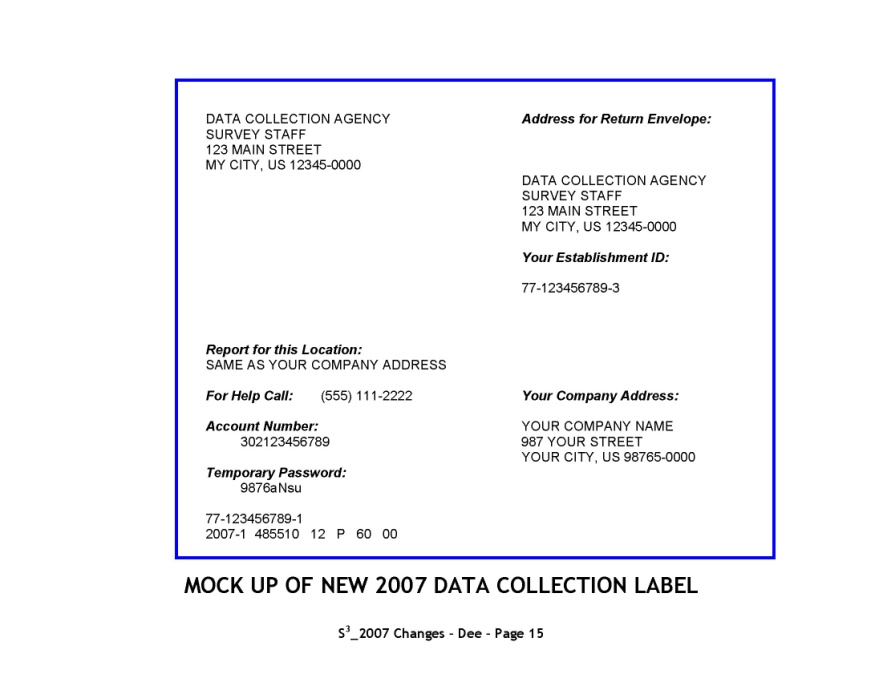 DATA COLLECTION AGENCY
SURVEY STAFF
123 MAIN STREET
MY CITY, US 12345-0000
Address for Return Envelope:
DATA COLLECTION AGENCY
SURVEY STAFF
123 MAIN STREET
MY CITY, US 12345-0000
Your Establishment ID:
77-123456789-3
Report for this Location:
SAME AS YOUR COMPANY ADDRESS
For Help Call: (555) 111-2222
Account Number:
302123456789
Temporary Password:
9876aNsu
77-123456789-1
2007-1 485510 12 P 60 00
Your Company Address:
YOUR COMPANY NAME
987 YOUR STREET
YOUR CITY, US 98765-0000
MOCK UP OF NEW 2007 DATA COLLECTION LABEL
S³_2007 Changes - Dee - Page 15